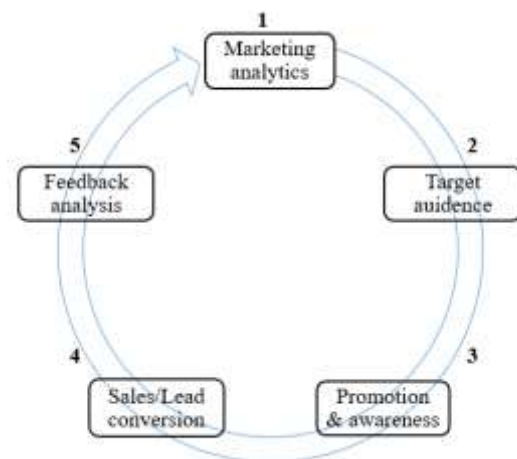 1
Marketing
analytics
2
Target
auidence
3
Promotion
& awareness
4
Sales/Lead
conversion
5
Feedback
analysis